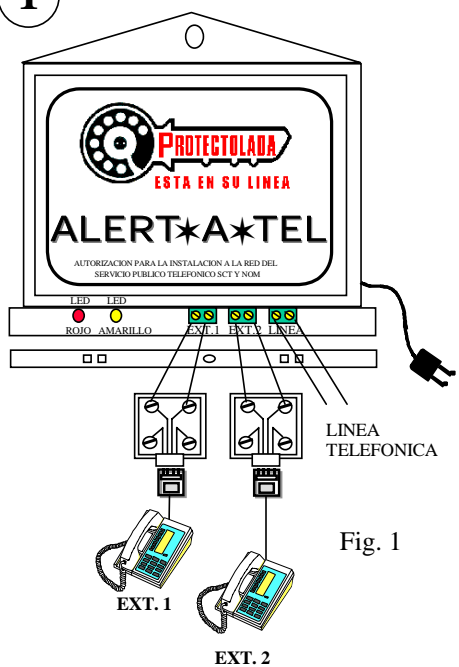 1
PROTECTOLADA
ESTA EN SU LINEA
ALERT★A★TEL
AUTORIZACION PARA LA INSTALACION A LA RED DEL
SERVICIO PUBLICO TELEFONICO SCT Y NOM
LED LED
ROJO AMARILLO EXT.1 EXT.2 LINEA
LINEA
TELEFONICA
Fig. 1
EXT. 1
EXT. 2